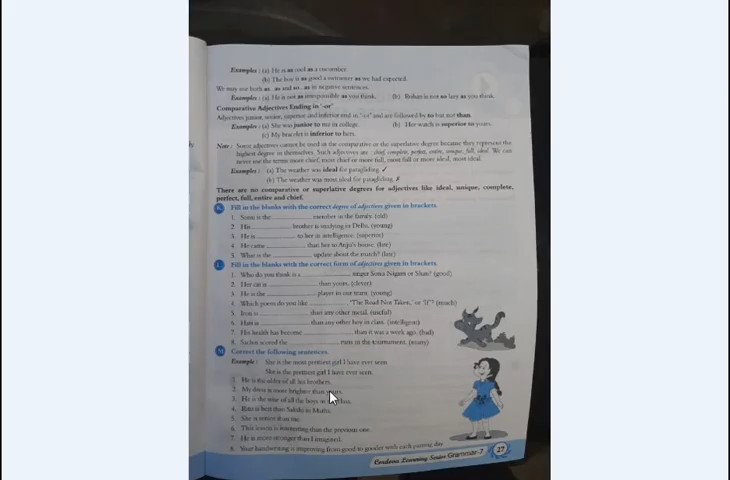 Examples : (a) He is as cool as a cucumber.
(b) The boy is as good a swimmer as we had expected.
We may use both as...as and so...as in negative sentences.
Examples : (a) He is not as irresponsible as you think. (b) Rohan is not so lazy as you think.
Comparative Adjectives Ending in '-or'
Adjectives junior, senior, superior and inferior end in '-or' and are followed by to but not than.
Examples : (a) She was junior to me in college. (b) Her watch is superior to yours.
(c) My bracelet is inferior to hers.
Note : Some adjectives cannot be used in the comparative or the superlative degree because they represent the
highest degree in themselves. Such adjectives are : chief, complete, perfect, entire, unique, full, ideal. We can
never use the terms more chief, most chief or more full, most full or more ideal, most ideal.
Examples : (a) The weather was ideal for paragliding. ✓
(b) The weather was most ideal for paragliding. ✗
There are no comparative or superlative degrees for adjectives like ideal, unique, complete,
perfect, full, entire and chief.
K. Fill in the blanks with the correct degree of adjectives given in brackets.
1. Sonu is the ____________ member in the family. (old)
2. His ____________ brother is studying in Delhi. (young)
3. He is ____________ to her in intelligence. (superior)
4. He came ____________ than her to Anju's house. (late)
5. What is the ____________ update about the match? (late)
L. Fill in the blanks with the correct form of adjectives given in brackets.
1. Who do you think is a ____________ singer Sonu Nigam or Shan? (good)
2. Her cat is ____________ than yours. (clever)
3. He is the ____________ player in our team. (young)
4. Which poem do you like ____________, 'The Road Not Taken,' or 'If'? (much)
5. Iron is ____________ than any other metal. (useful)
6. Hari is ____________ than any other boy in class. (intelligent)
7. His health has become ____________ than it was a week ago. (bad)
8. Sachin scored the ____________ runs in the tournament. (many)
M. Correct the following sentences.
Example : She is the most prettiest girl I have ever seen.
She is the prettiest girl I have ever seen.
1. He is the older of all his brothers.
2. My dress is more brighter than yours.
3. He is the wise of all the boys in the class.
4. Ritu is best than Sakshi in Maths.
5. She is smart than me.
6. This lesson is interesting than the previous one.
7. He is more stronger than I imagined.
8. Your handwriting is improving from good to gooder with each passing day.
Cordova Learning Series Grammar-7 27